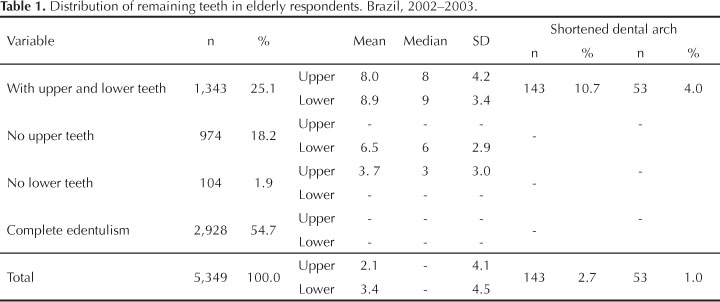 Table 1. Distribution of remaining teeth in elderly respondents. Brazil, 2002–2003.
Variable n % Mean Median SD Shortened dental arch
n % n %
With upper and lower teeth 1,343 25.1 Upper 8.0 8 4.2 143 10.7 53 4.0
Lower 8.9 9 3.4
No upper teeth 974 18.2 Upper - - - - -
Lower 6.5 6 2.9
No lower teeth 104 1.9 Upper 3. 7 3 3.0 - -
Lower - - -
Complete edentulism 2,928 54.7 Upper - - - - -
Lower - - -
Total 5,349 100.0 Upper 2.1 - 4.1 143 2.7 53 1.0
Lower 3.4 - 4.5